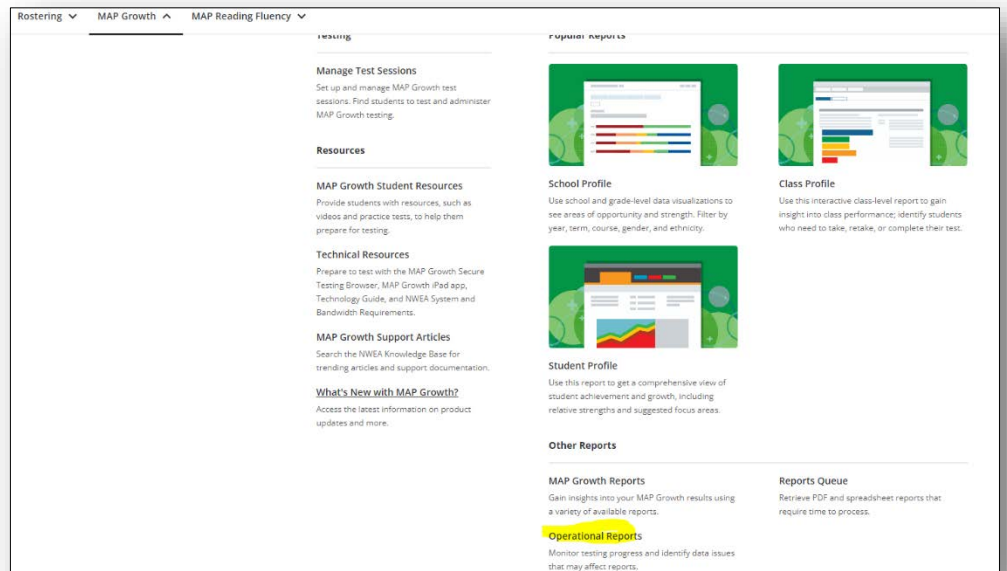 Rostering
MAP Growth
MAP Reading Fluency
Testing
Manage Test Sessions
Set up and manage MAP Growth test
sessions. Find students to test and administer
MAP Growth testing.
Resources
MAP Growth Student Resources
Provide students with resources, such as
videos and practice tests, to help them
prepare for testing.
Technical Resources
Prepare to test with the MAP Growth Secure
Testing Browser, MAP Growth iPad app,
Technology Guide, and NWEA System and
Bandwidth Requirements.
MAP Growth Support Articles
Search the NWEA Knowledge Base for
trending articles and support documentation.
What's New with MAP Growth?
Access the latest information on product
updates and more.
Popular Reports
School Profile
Use school and grade-level data visualizations to
see areas of opportunity and strength. Filter by
year, term, course, gender, and ethnicity.
Class Profile
Use this interactive class-level report to gain
insight into class performance; identify students
who need to take, retake, or complete their test.
Student Profile
Use this report to get a comprehensive view of
student achievement and growth, including
relative strengths and suggested focus areas.
Other Reports
MAP Growth Reports
Gain insights into your MAP Growth results using
a variety of available reports.
Reports Queue
Retrieve PDF and spreadsheet reports that
require time to process.
Operational Reports
Monitor testing progress and identify data issues
that may affect reports.